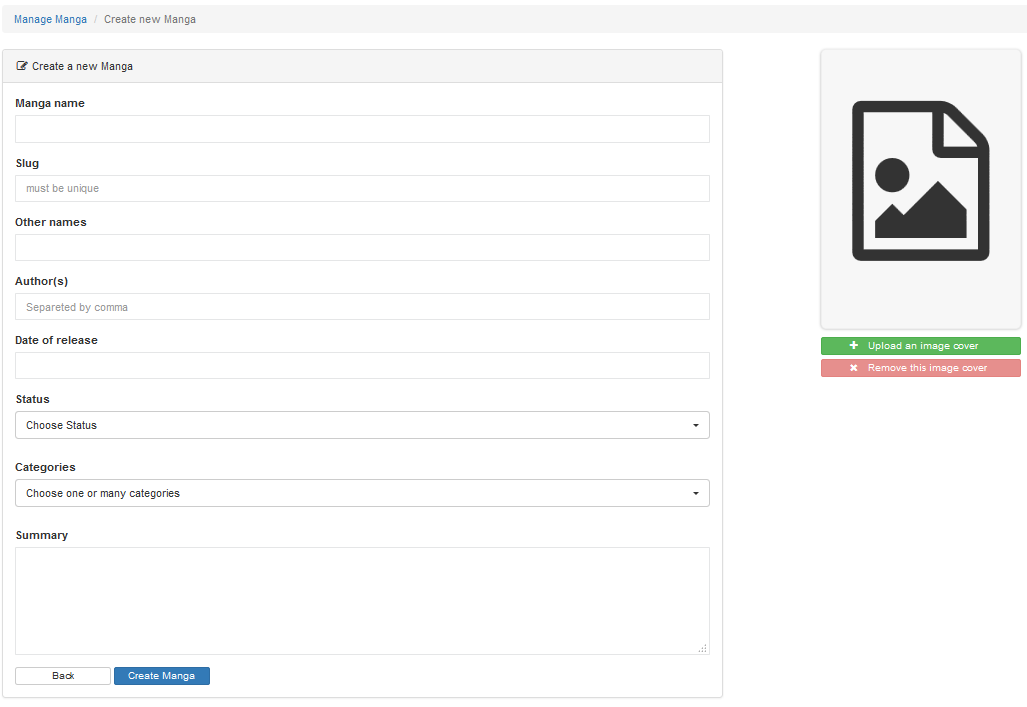 Manage Manga / Create new Manga
Create a new Manga
Manga name
Slug
must be unique
Other names
Author(s)
Separeted by comma
Date of release
Status
Choose Status
Categories
Choose one or many categories
Summary
Back Create Manga
Upload an image cover
Remove this image cover